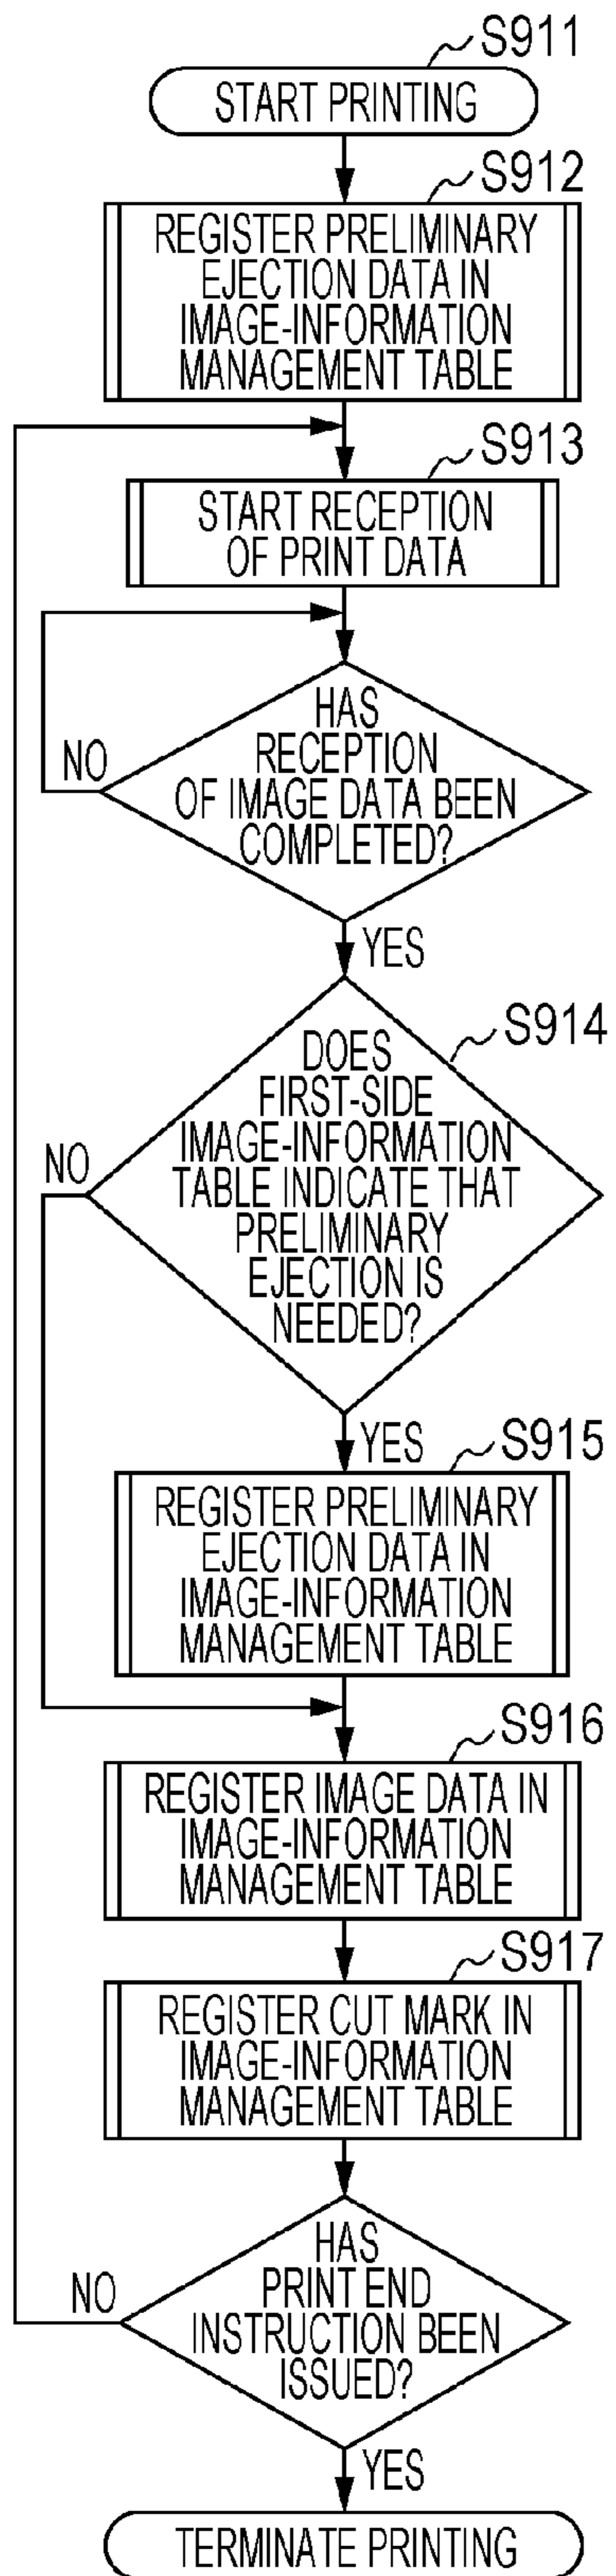 S911
START PRINTING
S912
REGISTER PRELIMINARY
EJECTION DATA IN
IMAGE-INFORMATION
MANAGEMENT TABLE
S913
START RECEPTION
OF PRINT DATA
HAS
RECEPTION
OF IMAGE DATA BEEN
COMPLETED?
NO
YES
S914
DOES
FIRST-SIDE
IMAGE-INFORMATION
TABLE INDICATE THAT
PRELIMINARY
EJECTION IS
NEEDED?
NO
YES
S915
REGISTER PRELIMINARY
EJECTION DATA IN
IMAGE-INFORMATION
MANAGEMENT TABLE
S916
REGISTER IMAGE DATA IN
IMAGE-INFORMATION
MANAGEMENT TABLE
S917
REGISTER CUT MARK IN
IMAGE-INFORMATION
MANAGEMENT TABLE
HAS
PRINT END
INSTRUCTION BEEN
ISSUED?
NO
YES
TERMINATE PRINTING